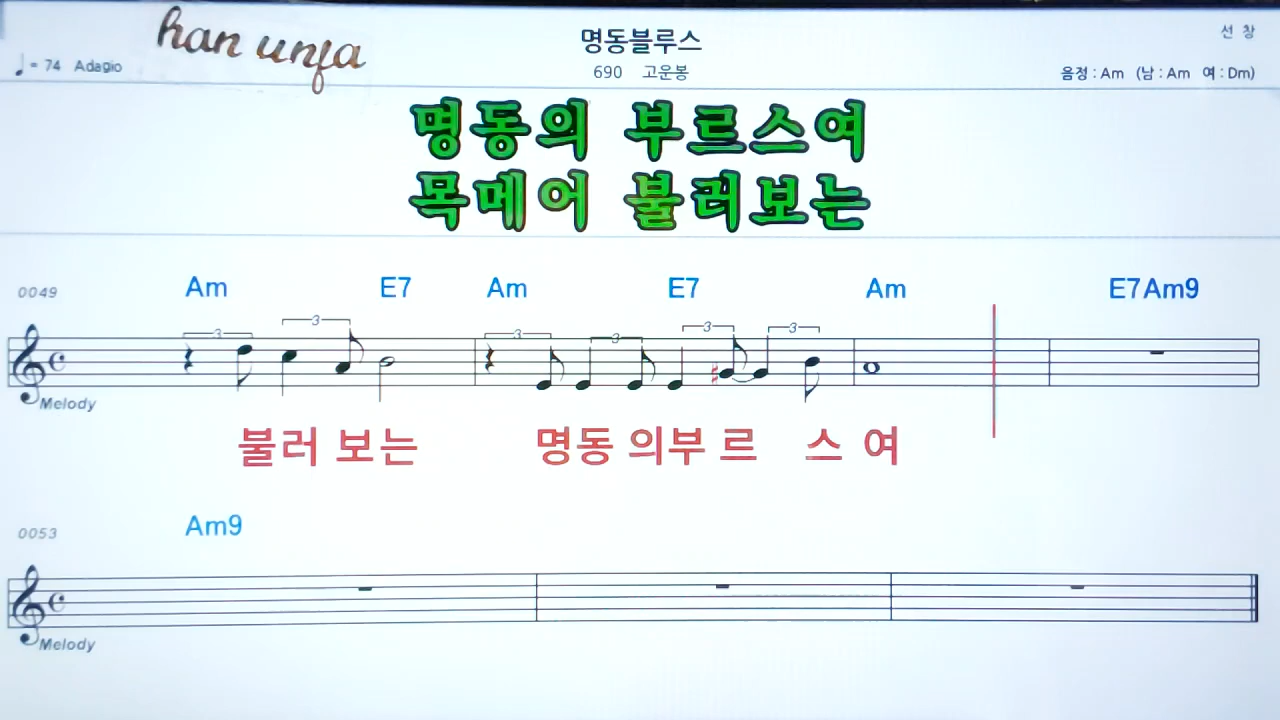 han unja
명동블루스
선 창
♩= 74 Adagio
690 고운봉
음정 : Am (남 : Am 여 : Dm)
명동의 부르스여
목메어 불러보는
0049 Am E7 Am E7 Am E7Am9
3 3 3 3 3 3
Melody
불러 보는 명동 의부 르 스 여
0053 Am9
Melody